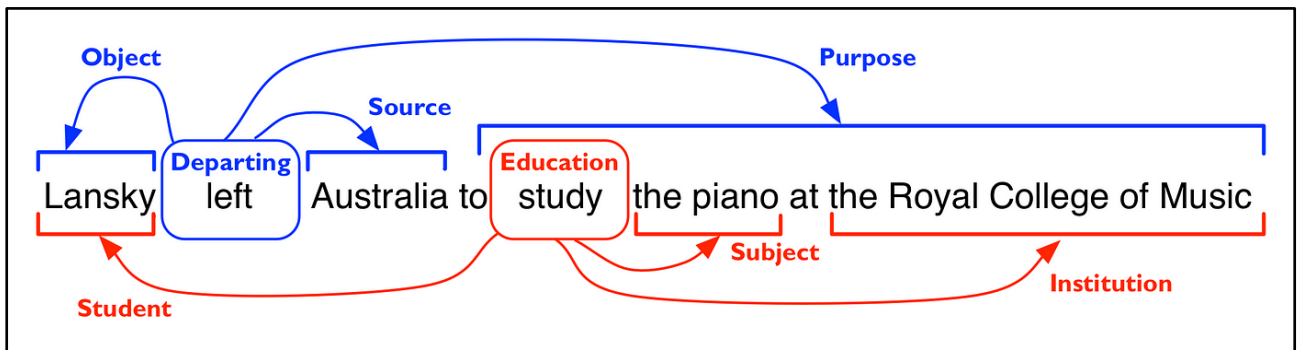 Object
Purpose
Source
Departing
Education
Lansky left Australia to study the piano at the Royal College of Music
Subject
Institution
Student